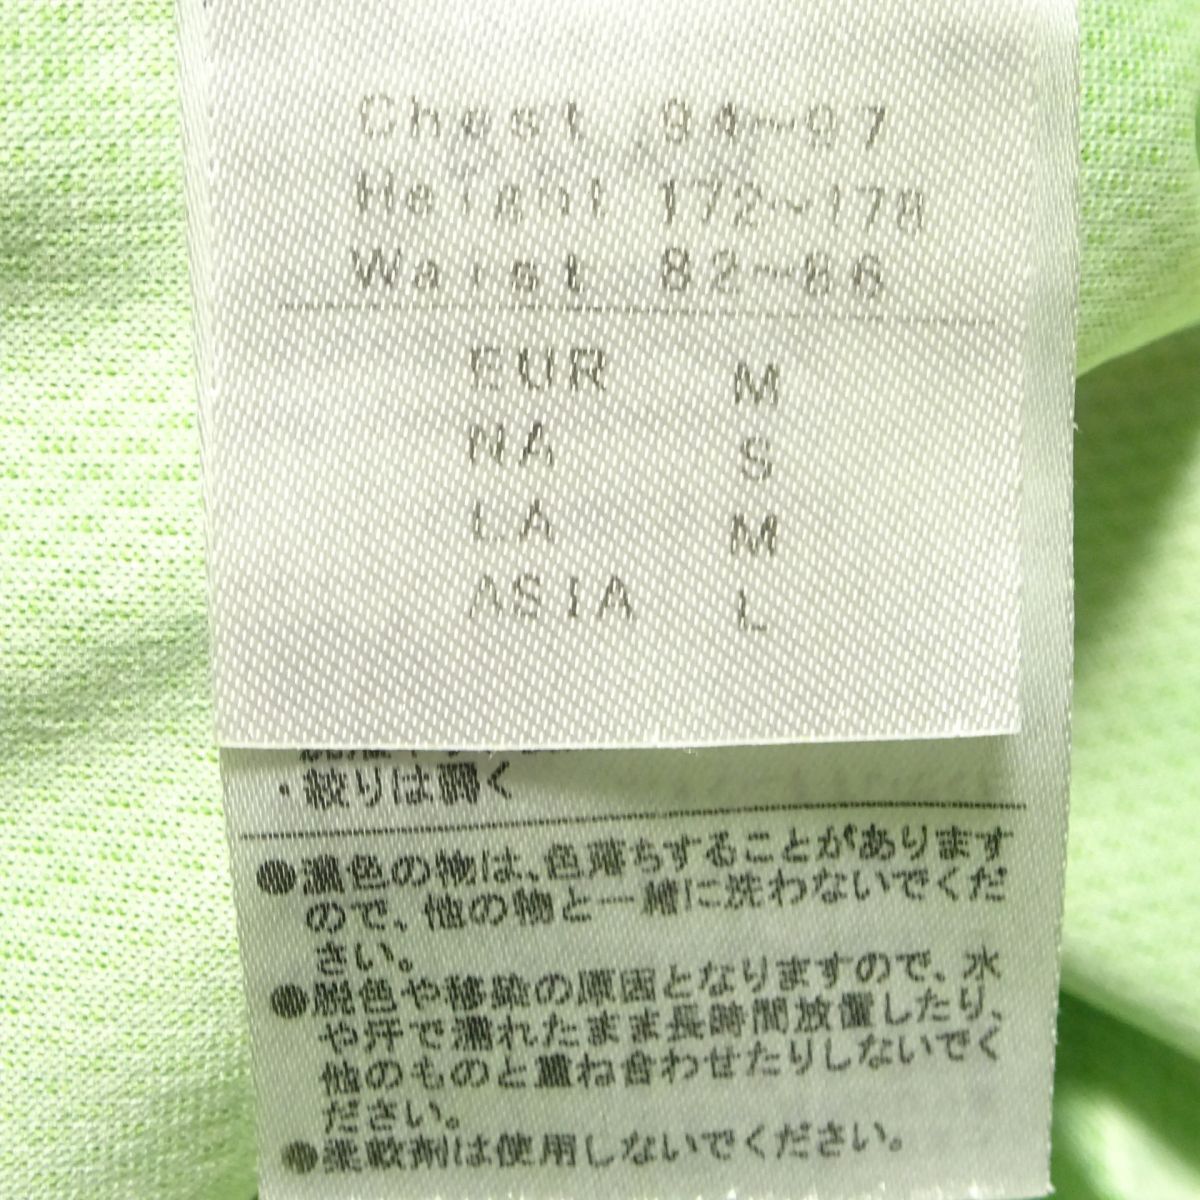 Chest 94~97
Height 172~178
Waist 82~86
EUR M
NA S
LA M
ASIA L
・絞りは弱く
●濃色の物は、色落ちすることがあります
ので、他の物と一緒に洗わないでくだ
さい。
●脱色や移染の原因となりますので、水
や汗で濡れたまま長時間放置したり、
他のものと重ね合わせたりしないでく
ださい。
●柔軟剤は使用しないでください。